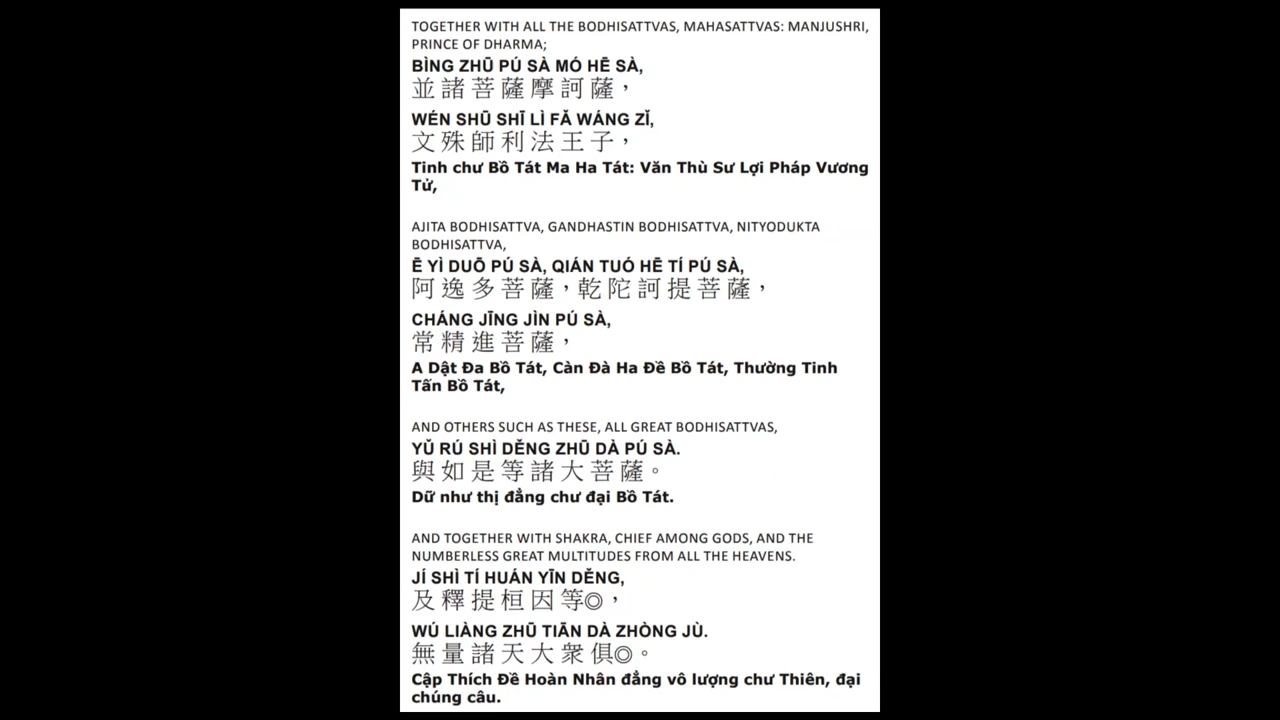 TOGETHER WITH ALL THE BODHISATTVAS, MAHASATTVAS: MANJUSHRI,
PRINCE OF DHARMA;
BÌNG ZHŪ PÚ SÀ MÓ HĒ SÀ,
並諸菩薩摩訶薩，
WÉN SHŪ SHĪ LÌ FǍ WÁNG ZǏ,
文殊師利法王子，
Tinh chư Bồ Tát Ma Ha Tát: Văn Thù Sư Lợi Pháp Vương
Tử,
AJITA BODHISATTVA, GANDHASTIN BODHISATTVA, NITYODUKTA
BODHISATTVA,
Ē YÌ DUŌ PÚ SÀ, QIÁN TUÓ HĒ TÍ PÚ SÀ,
阿逸多菩薩，乾陀訶提菩薩，
CHÁNG JĪNG JÌN PÚ SÀ,
常精進菩薩，
A Dật Đa Bồ Tát, Càn Đà Ha Đề Bồ Tát, Thường Tinh
Tấn Bồ Tát,
AND OTHERS SUCH AS THESE, ALL GREAT BODHISATTVAS,
YǓ RÚ SHÌ DĚNG ZHŪ DÀ PÚ SÀ.
與如是等諸大菩薩。
Dữ như thị đẳng chư đại Bồ Tát.
AND TOGETHER WITH SHAKRA, CHIEF AMONG GODS, AND THE
NUMBERLESS GREAT MULTITUDES FROM ALL THE HEAVENS.
JÍ SHÌ TÍ HUÁN YĪN DĚNG,
及釋提桓因等◎，
WÚ LIÀNG ZHŪ TIĀN DÀ ZHÒNG JÙ.
無量諸天大眾俱◎。
Cập Thích Đề Hoàn Nhân đẳng vô lượng chư Thiên, đại
chúng câu.